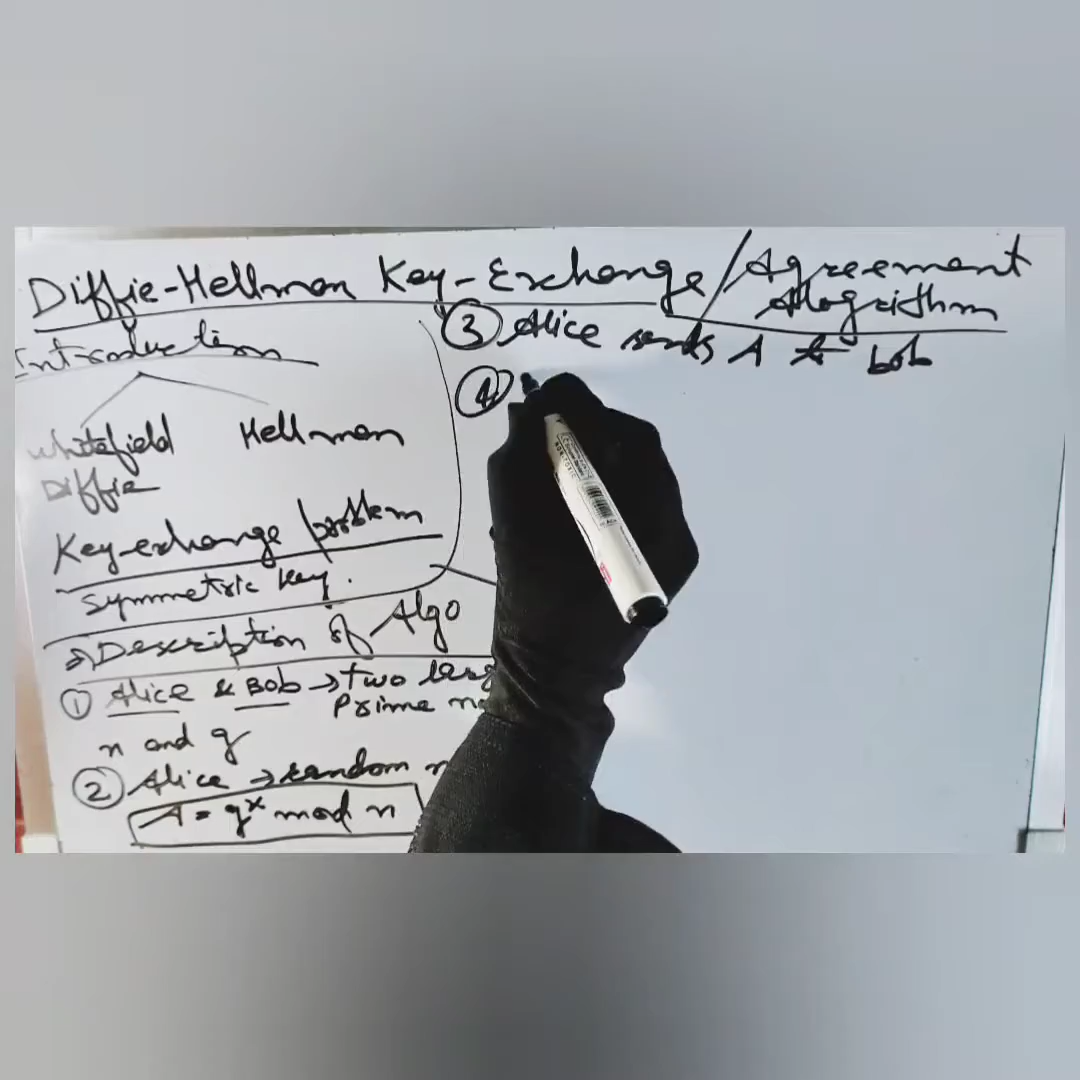 Diffie-Hellman Key-Exchange/Agreement
Alogrithm
Introduction
Whitefield Hellman
Diffie
Key-exchange problem
Symmetric key.
Description of Algo
① Alice & Bob → two
Prime
n and g
② Alice → random
A = g^x mod n
③ Alice sends A to bob
④